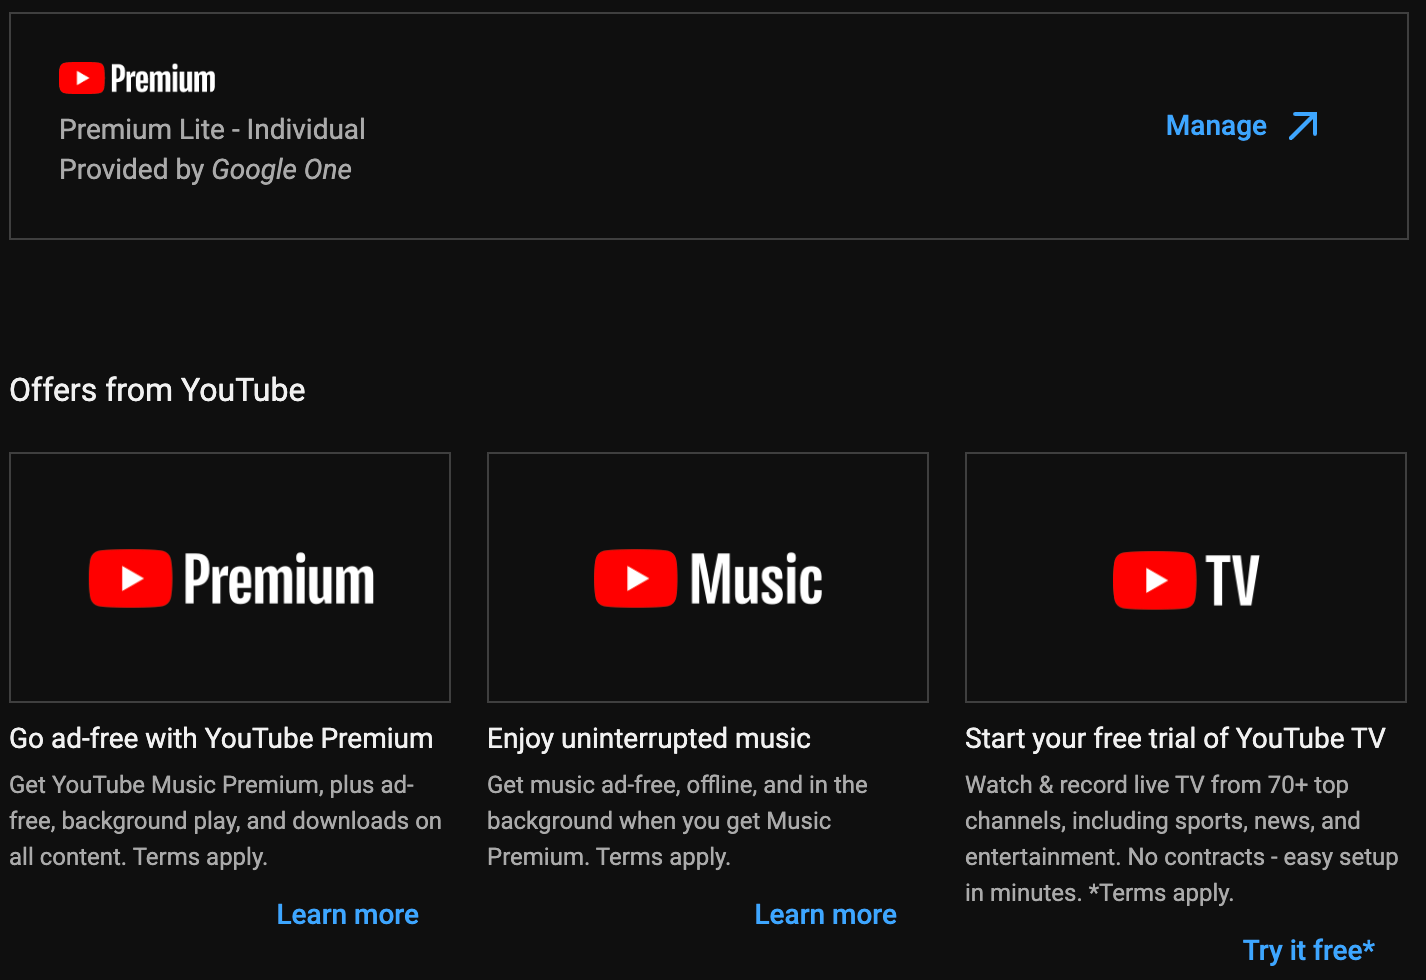 Premium
Premium Lite - Individual
Provided by Google One
Manage
Offers from YouTube
Premium
Go ad-free with YouTube Premium
Get YouTube Music Premium, plus ad-
free, background play, and downloads on
all content. Terms apply.
Learn more
Music
Enjoy uninterrupted music
Get music ad-free, offline, and in the
background when you get Music
Premium. Terms apply.
Learn more
TV
Start your free trial of YouTube TV
Watch & record live TV from 70+ top
channels, including sports, news, and
entertainment. No contracts - easy setup
in minutes. *Terms apply.
Try it free*